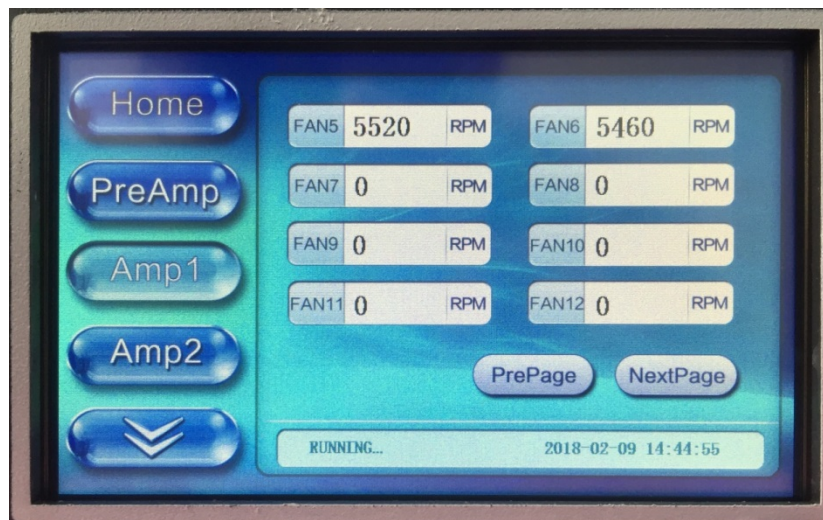 Home
PreAmp
Amp1
Amp2
FAN5 5520 RPM FAN6 5460 RPM
FAN7 0 RPM FAN8 0 RPM
FAN9 0 RPM FAN10 0 RPM
FAN11 0 RPM FAN12 0 RPM
PrePage NextPage
RUNNING... 2018-02-09 14:44:55